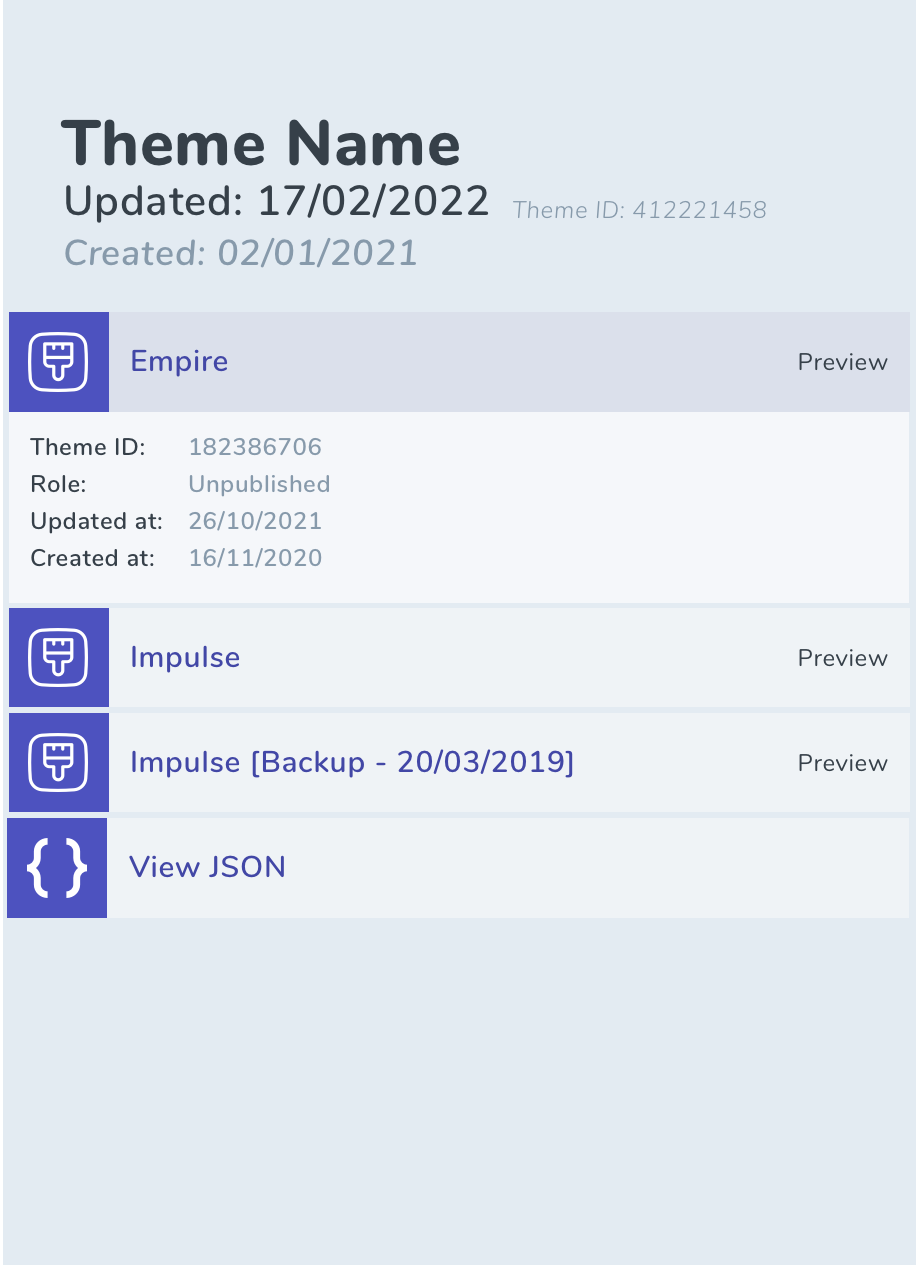 Theme Name
Updated: 17/02/2022 Theme ID: 412221458
Created: 02/01/2021
Empire Preview
Theme ID: 182386706
Role: Unpublished
Updated at: 26/10/2021
Created at: 16/11/2020
Impulse Preview
Impulse [Backup - 20/03/2019] Preview
{ } View JSON